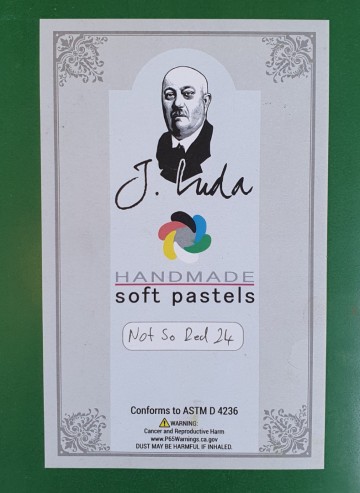 J. Luda
HANDMADE
soft pastels
Not So Red 24
Conforms to ASTM D 4236
WARNING:
Cancer and Reproductive Harm
www.P65Warnings.ca.gov
DUST MAY BE HARMFUL IF INHALED.